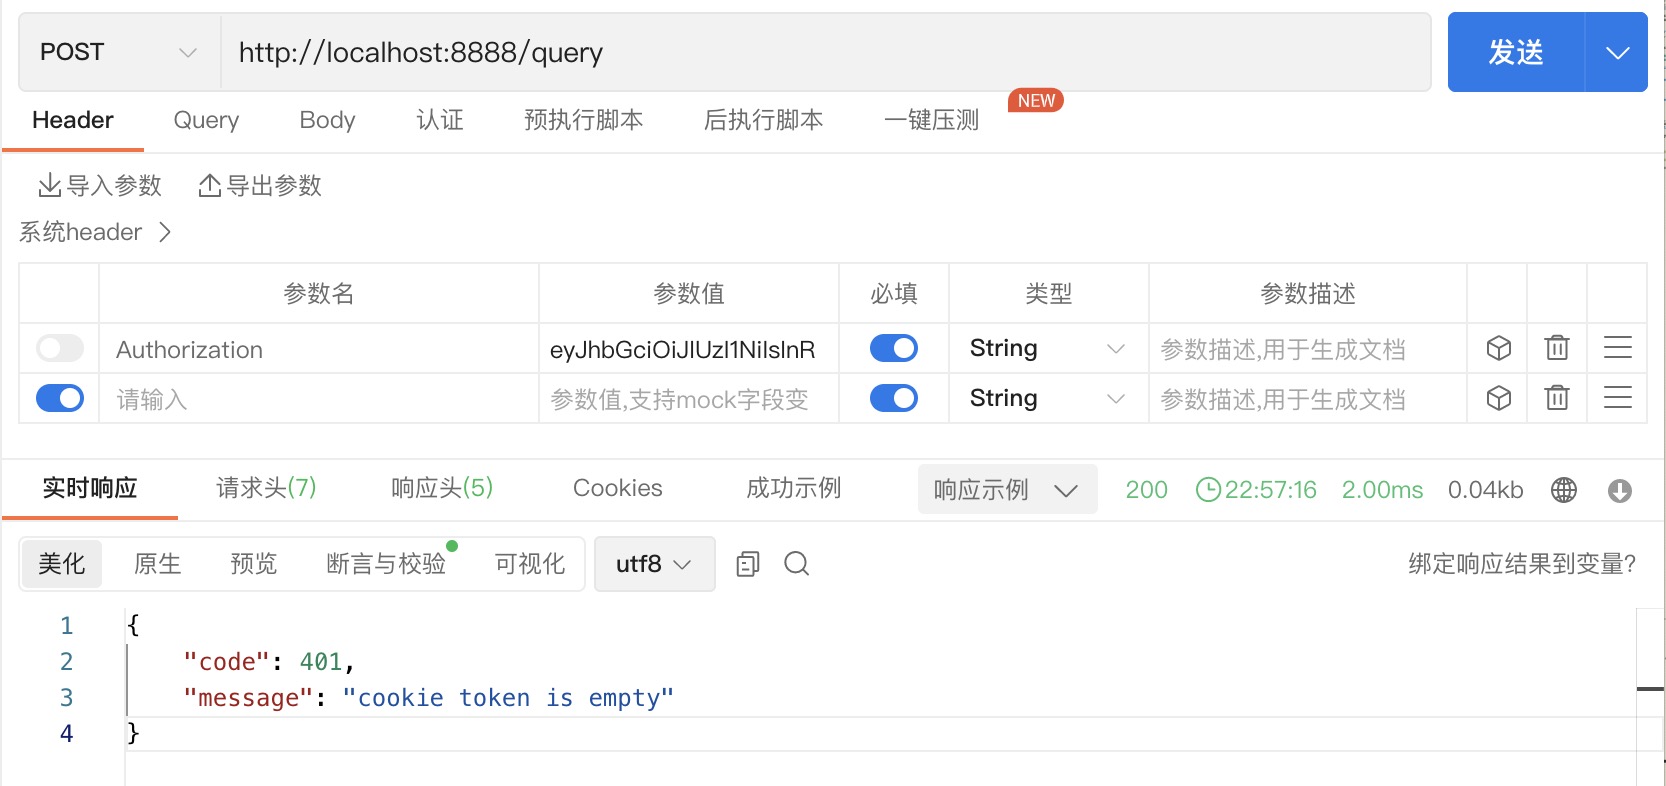 POST http://localhost:8888/query 发送
Header Query Body 认证 预执行脚本 后执行脚本 一键压测 NEW
导入参数 导出参数
系统header
参数名 参数值 必填 类型 参数描述
Authorization eyJhbGciOiJIUzI1NiIsInR String 参数描述,用于生成文档
请输入 参数值,支持mock字段变 String 参数描述,用于生成文档
实时响应 请求头(7) 响应头(5) Cookies 成功示例 响应示例 200 22:57:16 2.00ms 0.04kb
美化 原生 预览 断言与校验 可视化 utf8 绑定响应结果到变量?
1 {
2 "code": 401,
3 "message": "cookie token is empty"
4 }